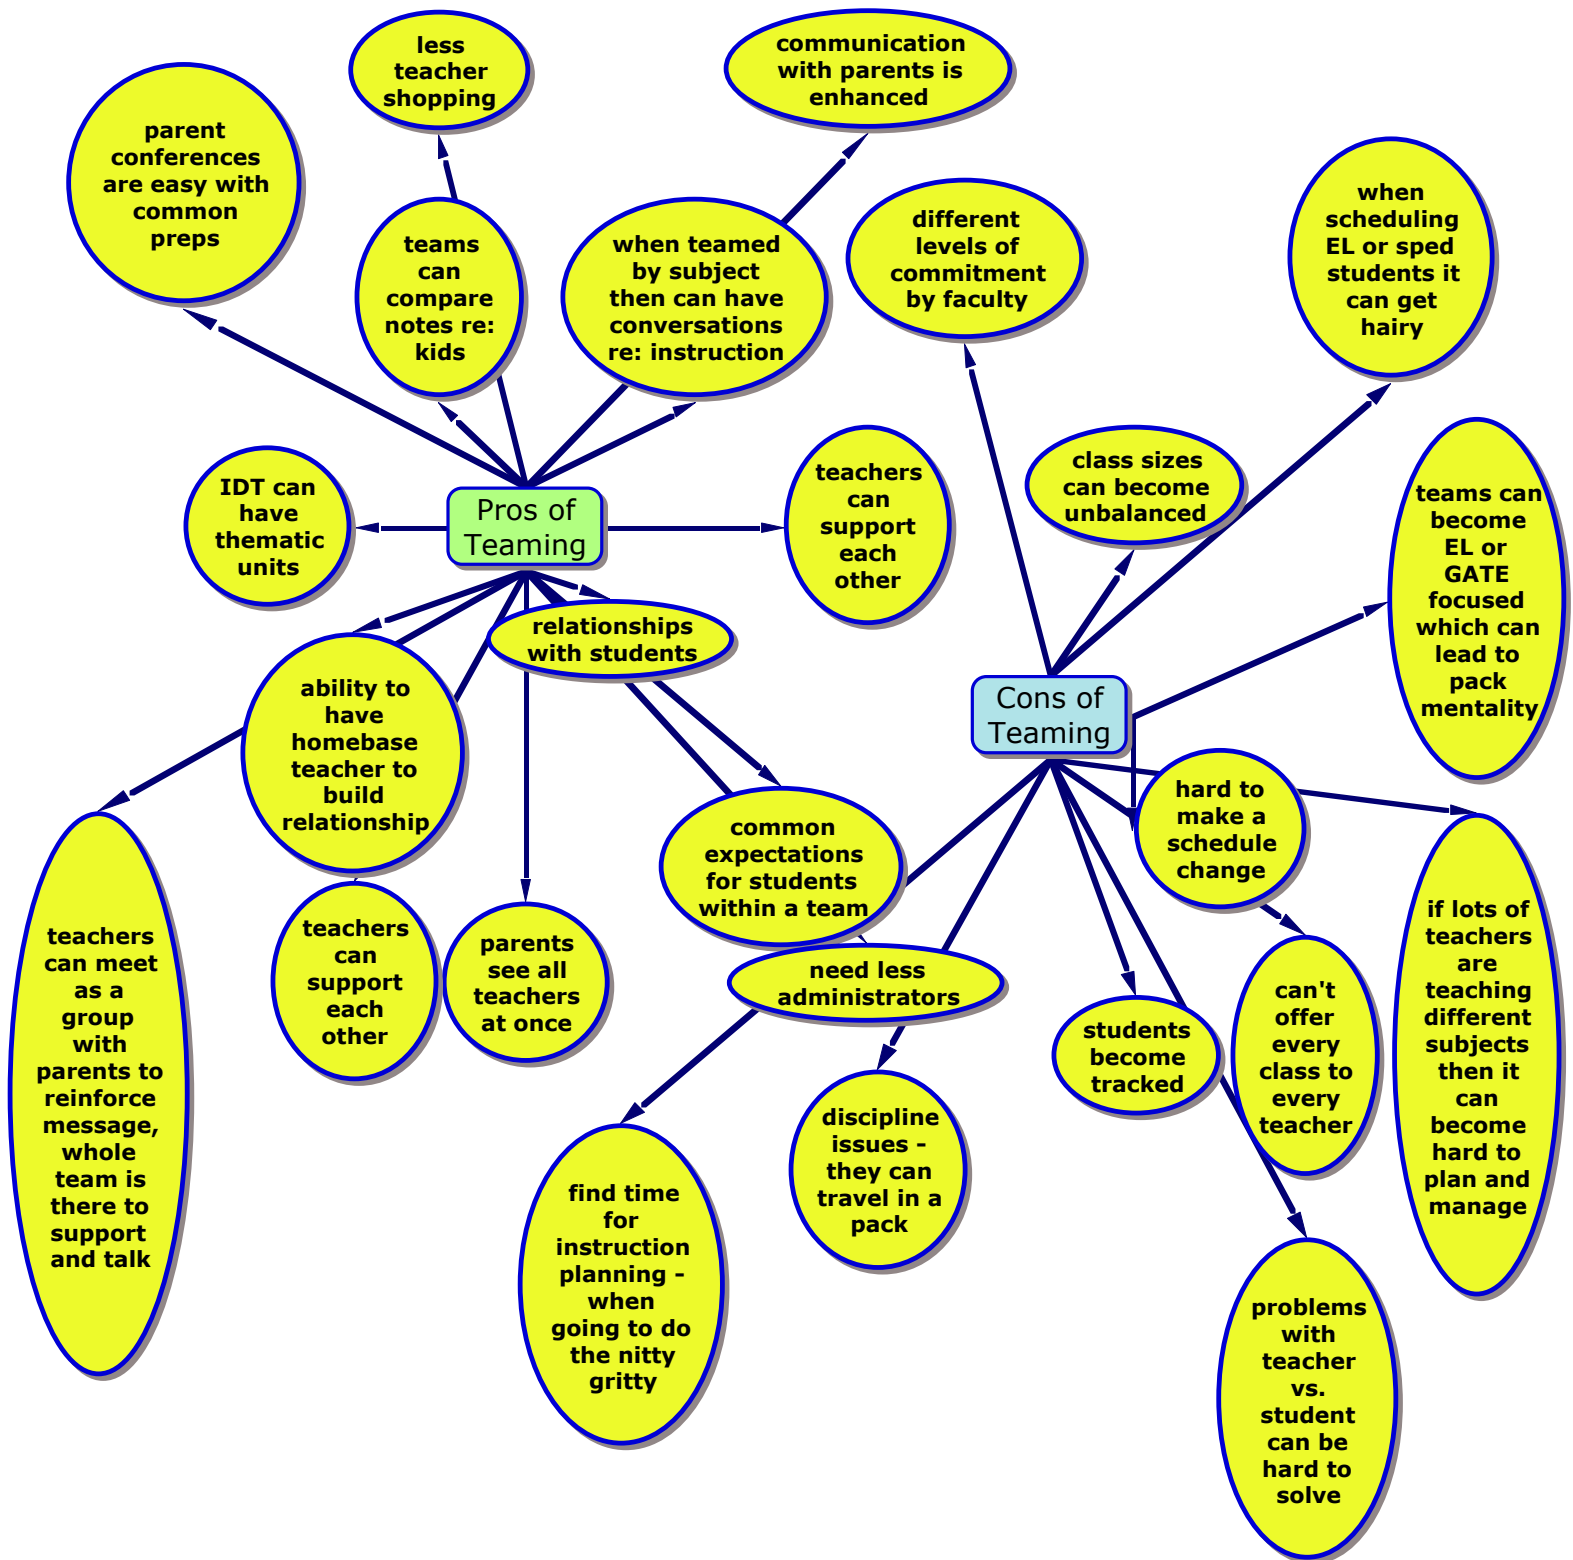 less
teacher
shopping
communication
with parents is
enhanced
parent
conferences
are easy with
common
preps
when
scheduling
EL or sped
students it
can get
hairy
teams
can
compare
notes re:
kids
when teamed
by subject
then can have
conversations
re: instruction
different
levels of
commitment
by faculty
IDT can
have
thematic
units
Pros of
Teaming
teachers
can
support
each
other
class sizes
can become
unbalanced
teams can
become
EL or
GATE
focused
which can
lead to
pack
mentality
relationships
with students
ability to
have
homebase
teacher to
build
relationship
Cons of
Teaming
hard to
make a
schedule
change
common
expectations
for students
within a team
teachers
can meet
as a
group
with
parents to
reinforce
message,
whole
team is
there to
support
and talk
teachers
can
support
each
other
parents
see all
teachers
at once
need less
administrators
students
become
tracked
can't
offer
every
class to
every
teacher
if lots of
teachers
are
teaching
different
subjects
then it
can
become
hard to
plan and
manage
discipline
issues -
they can
travel in a
pack
find time
for
instruction
planning -
when
going to do
the nitty
gritty
problems
with
teacher
vs.
student
can be
hard to
solve